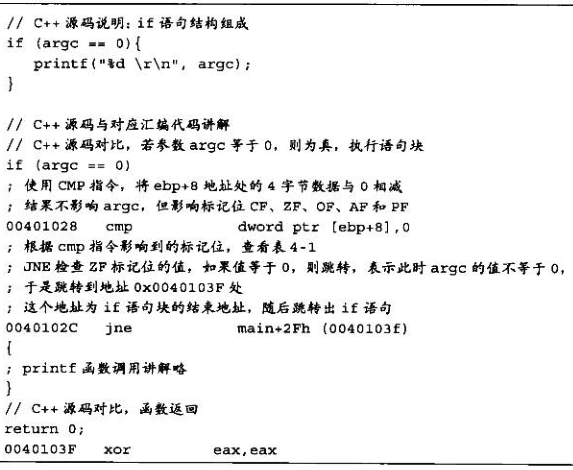 // C++ 源码说明：if 语句结构组成
if (argc == 0){
printf("%d \r\n", argc);
}
// C++ 源码与对应汇编代码讲解
// C++ 源码对比，若参数 argc 等于 0，则为真，执行语句块
if (argc == 0)
; 使用 CMP 指令，将 ebp+8 地址处的 4 字节数据与 0 相减
; 结果不影响 argc，但影响标记位 CF、ZF、OF、AF 和 PF
00401028 cmp dword ptr [ebp+8],0
; 根据 cmp 指令影响到的标记位，查看表 4-1
; JNE 检查 ZF 标记位的值，如果值等于 0，则跳转，表示此时 argc 的值不等于 0，
; 于是跳转到地址 0x0040103F 处
; 这个地址为 if 语句块的结束地址，随后跳转出 if 语句
0040102C jne main+2Fh (0040103f)
{
; printf 函数调用讲解略
}
// C++ 源码对比，函数返回
return 0;
0040103F xor eax,eax